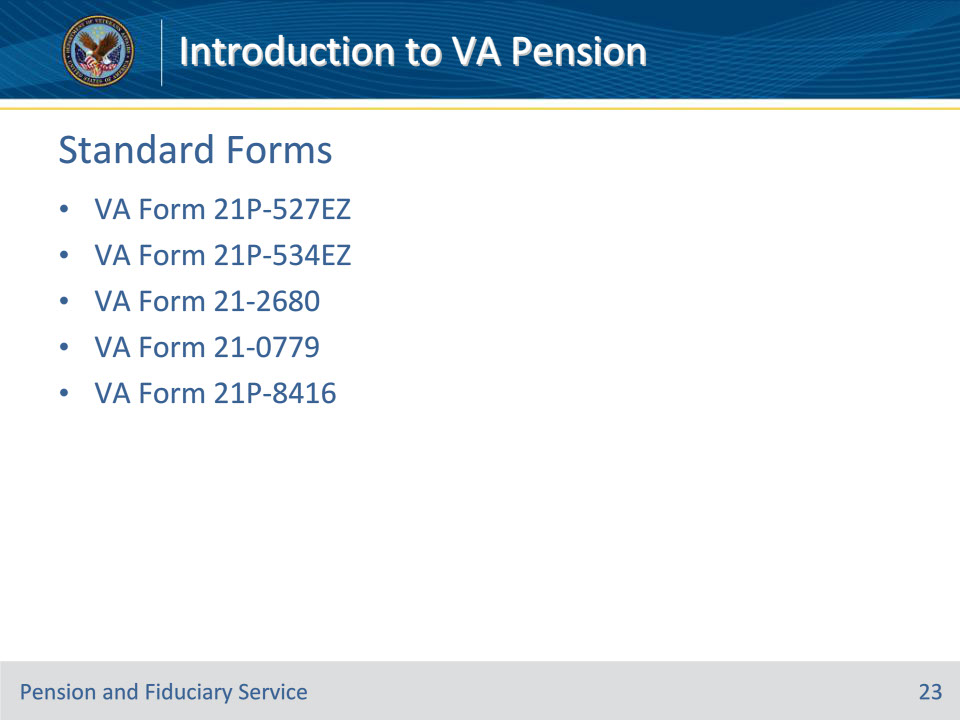 DEPARTMENT OF VETERANS AFFAIRS
UNITED STATES OF AMERICA
Introduction to VA Pension
Standard Forms
• VA Form 21P-527EZ
• VA Form 21P-534EZ
• VA Form 21-2680
• VA Form 21-0779
• VA Form 21P-8416
Pension and Fiduciary Service
23